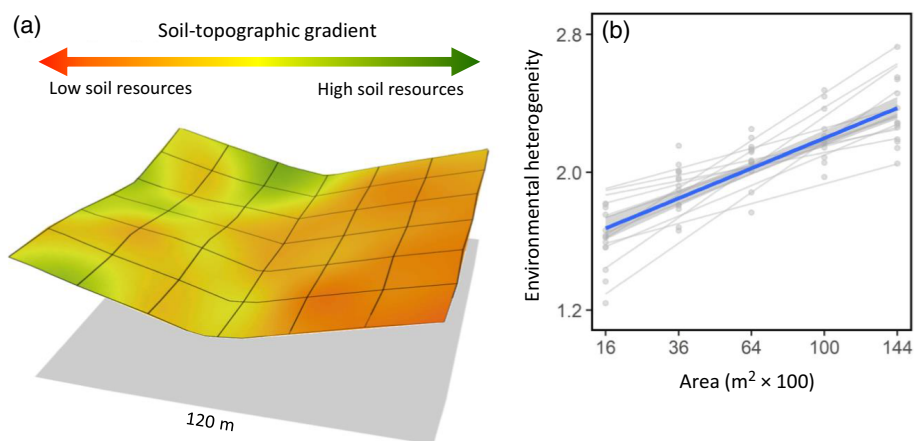 (a)
Soil-topographic gradient
Low soil resources
High soil resources
120 m
(b)
Environmental heterogeneity
2.8
2.0
1.2
16 36 64 100 144
Area (m² × 100)